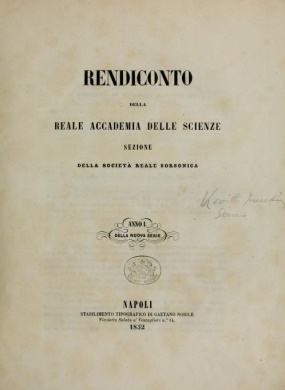 RENDICONTO
DELLA
REALE ACCADEMIA DELLE SCIENZE
SEZIONE
DELLA SOCIETÀ REALE BORBONICA
ANNO I.
DELLA NUOVA SERIE
NAPOLI
STABILIMENTO TIPOGRAFICO DI GAETANO NOBILE
Vicoletto Salata a' Ventaglieri n.° 14.
1852